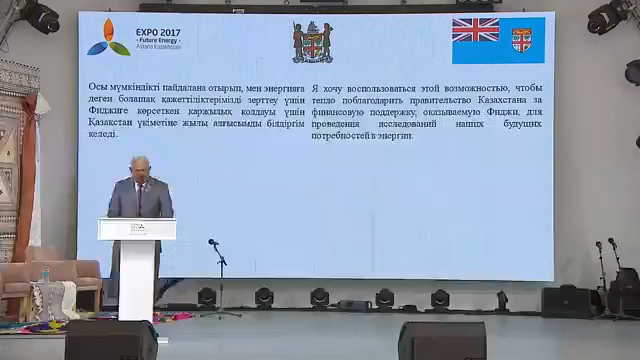 EXPO 2017
- Future Energy -
Astana Kazakhstan
Осы мүмкіндікті пайдалана отырып, мен энергияға
деген болашақ қажеттіліктерімізді зерттеу үшін
Фиджиге көрсеткен қаржылық қолдауы үшін
Қазақстан үкіметіне жылы алғысымды білдіргім
келеді.
Я хочу воспользоваться этой возможностью, чтобы
тепло поблагодарить правительство Казахстана за
финансовую поддержку, оказываемую Фиджи, для
проведения исследований наших будущих
потребностей в энергии.